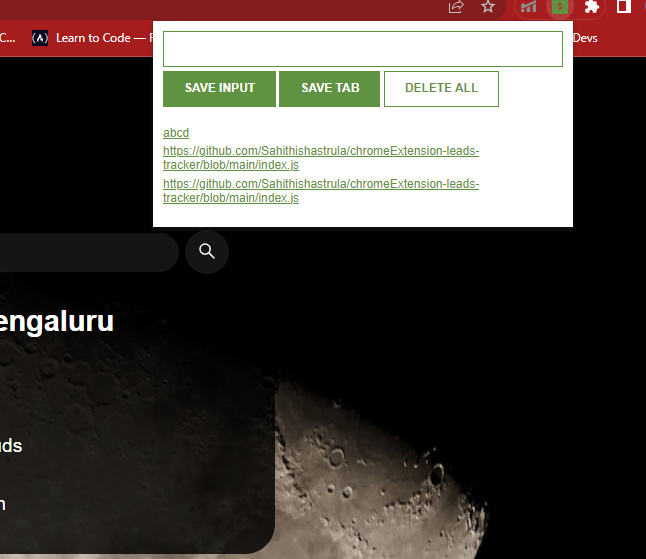 C... Learn to Code — F Devs
SAVE INPUT SAVE TAB DELETE ALL
abcd
https://github.com/Sahithishastrula/chromeExtension-leads-
tracker/blob/main/index.js
https://github.com/Sahithishastrula/chromeExtension-leads-
tracker/blob/main/index.js
engaluru
uds
n